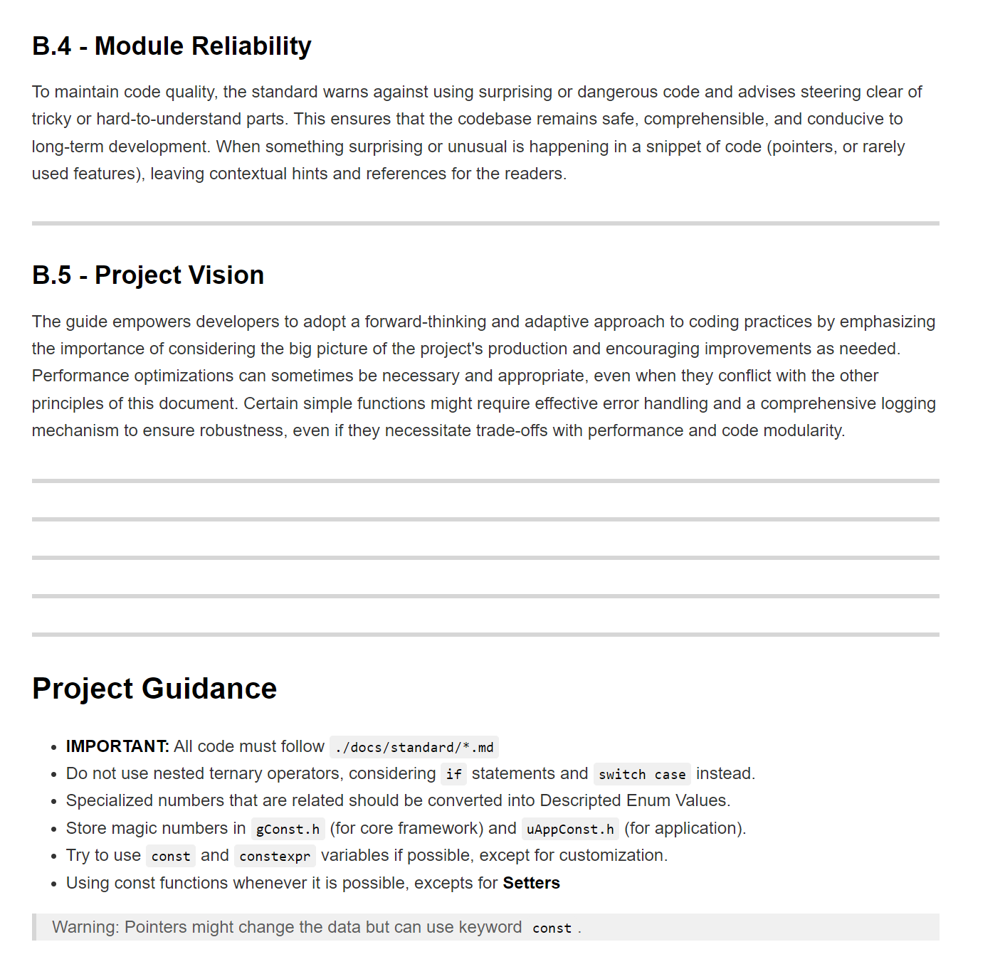 B.4 - Module Reliability
To maintain code quality, the standard warns against using surprising or dangerous code and advises steering clear of
tricky or hard-to-understand parts. This ensures that the codebase remains safe, comprehensible, and conducive to
long-term development. When something surprising or unusual is happening in a snippet of code (pointers, or rarely
used features), leaving contextual hints and references for the readers.
B.5 - Project Vision
The guide empowers developers to adopt a forward-thinking and adaptive approach to coding practices by emphasizing
the importance of considering the big picture of the project's production and encouraging improvements as needed.
Performance optimizations can sometimes be necessary and appropriate, even when they conflict with the other
principles of this document. Certain simple functions might require effective error handling and a comprehensive logging
mechanism to ensure robustness, even if they necessitate trade-offs with performance and code modularity.
Project Guidance
• IMPORTANT: All code must follow ./docs/standard/*.md
• Do not use nested ternary operators, considering if statements and switch case instead.
• Specialized numbers that are related should be converted into Descripted Enum Values.
• Store magic numbers in gConst.h (for core framework) and uAppConst.h (for application).
• Try to use const and constexpr variables if possible, except for customization.
• Using const functions whenever it is possible, excepts for Setters
Warning: Pointers might change the data but can use keyword const .